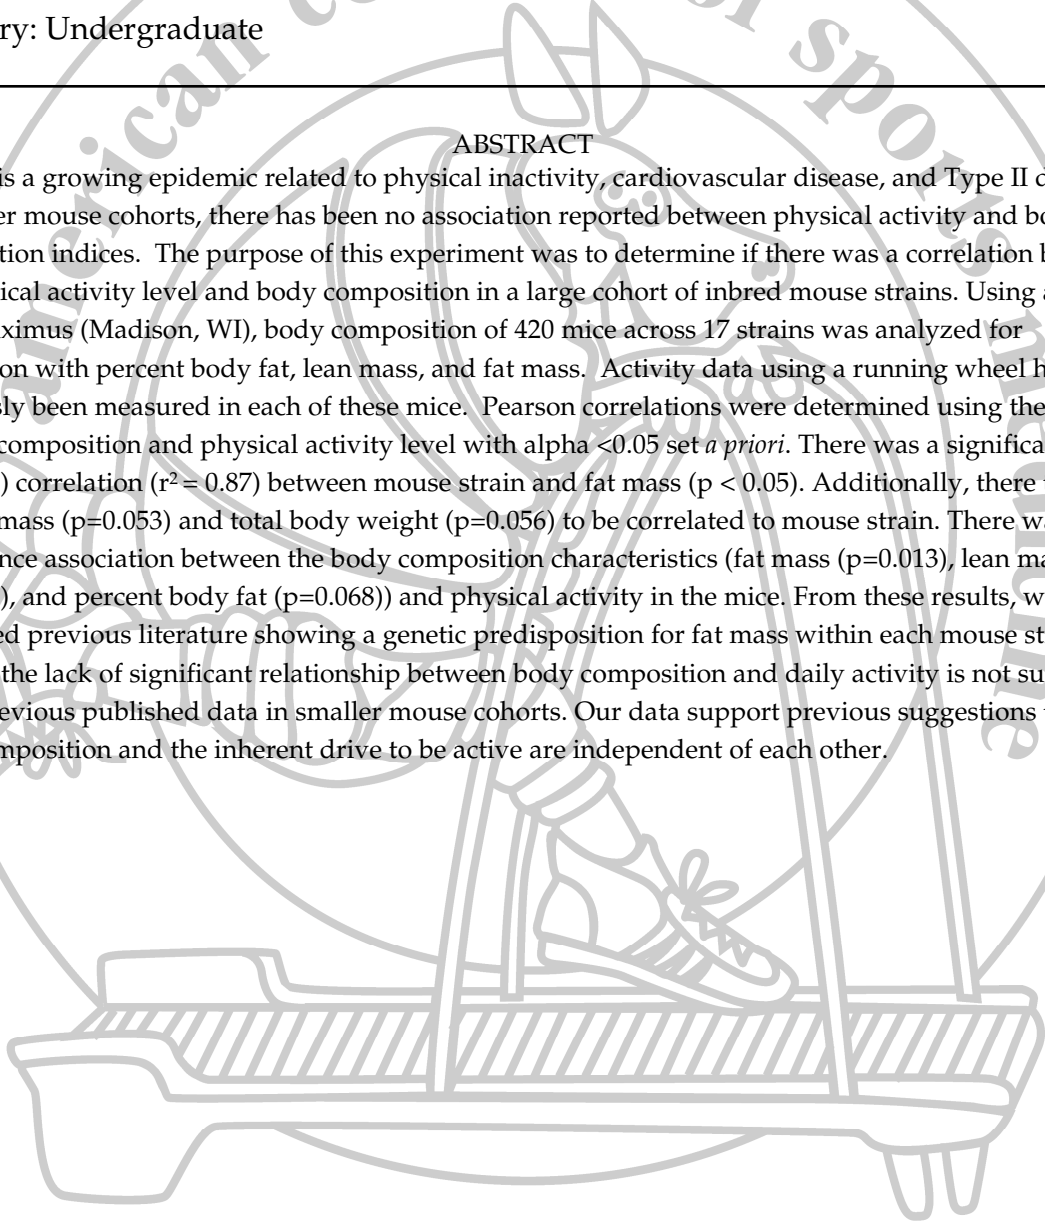 ry: Undergraduate
american co of sports medicine
ABSTRACT
is a growing epidemic related to physical inactivity, cardiovascular disease, and Type II d
er mouse cohorts, there has been no association reported between physical activity and bo
tion indices. The purpose of this experiment was to determine if there was a correlation b
ical activity level and body composition in a large cohort of inbred mouse strains. Using a
ximus (Madison, WI), body composition of 420 mice across 17 strains was analyzed for
on with percent body fat, lean mass, and fat mass. Activity data using a running wheel h
sly been measured in each of these mice. Pearson correlations were determined using the
composition and physical activity level with alpha <0.05 set a priori. There was a significa
) correlation (r² = 0.87) between mouse strain and fat mass (p < 0.05). Additionally, there
mass (p=0.053) and total body weight (p=0.056) to be correlated to mouse strain. There wa
nce association between the body composition characteristics (fat mass (p=0.013), lean ma
), and percent body fat (p=0.068)) and physical activity in the mice. From these results, w
ed previous literature showing a genetic predisposition for fat mass within each mouse st
the lack of significant relationship between body composition and daily activity is not su
evious published data in smaller mouse cohorts. Our data support previous suggestions
mposition and the inherent drive to be active are independent of each other.